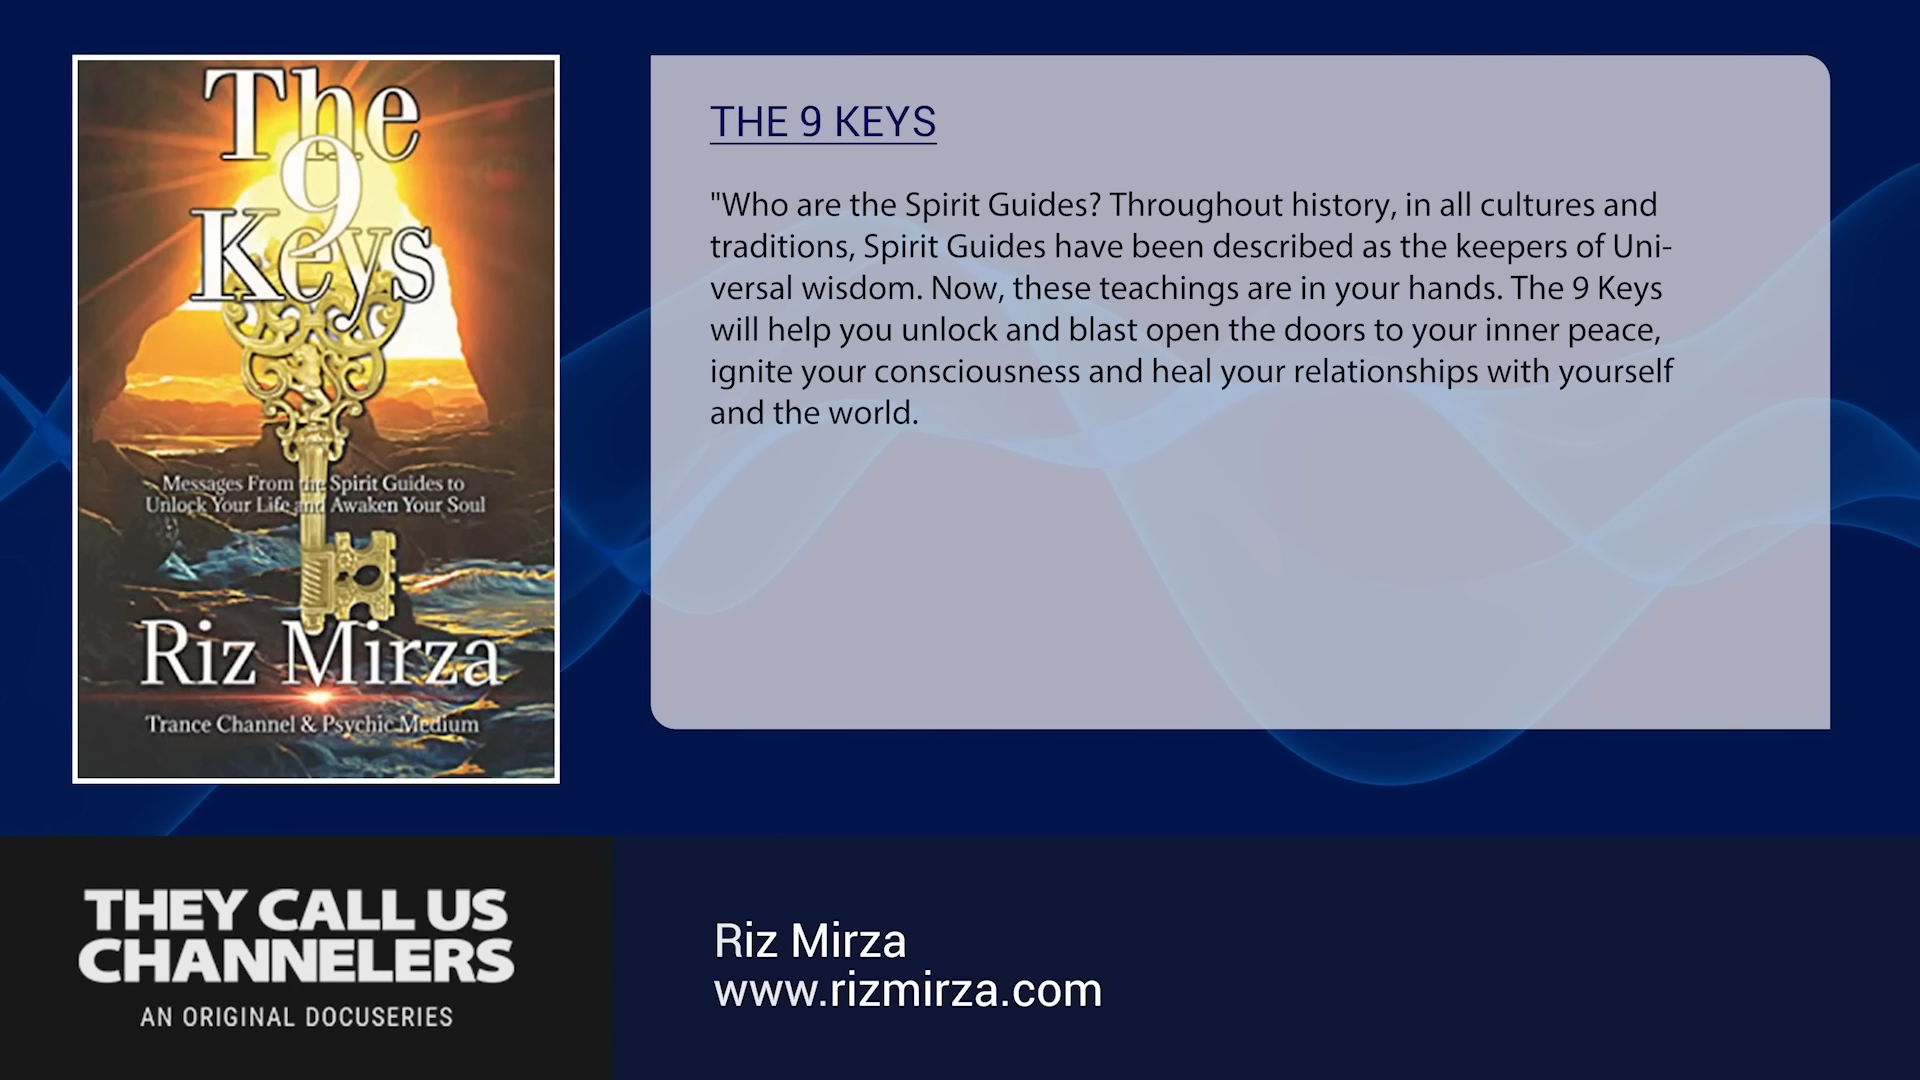 The
9
Keys
Messages From the Spirit Guides to
Unlock Your Life and Awaken Your Soul
Riz Mirza
Trance Channel & Psychic Medium
THE 9 KEYS
"Who are the Spirit Guides? Throughout history, in all cultures and
traditions, Spirit Guides have been described as the keepers of Uni-
versal wisdom. Now, these teachings are in your hands. The 9 Keys
will help you unlock and blast open the doors to your inner peace,
ignite your consciousness and heal your relationships with yourself
and the world.
THEY CALL US
CHANNELERS
AN ORIGINAL DOCUSERIES
Riz Mirza
www.rizmirza.com